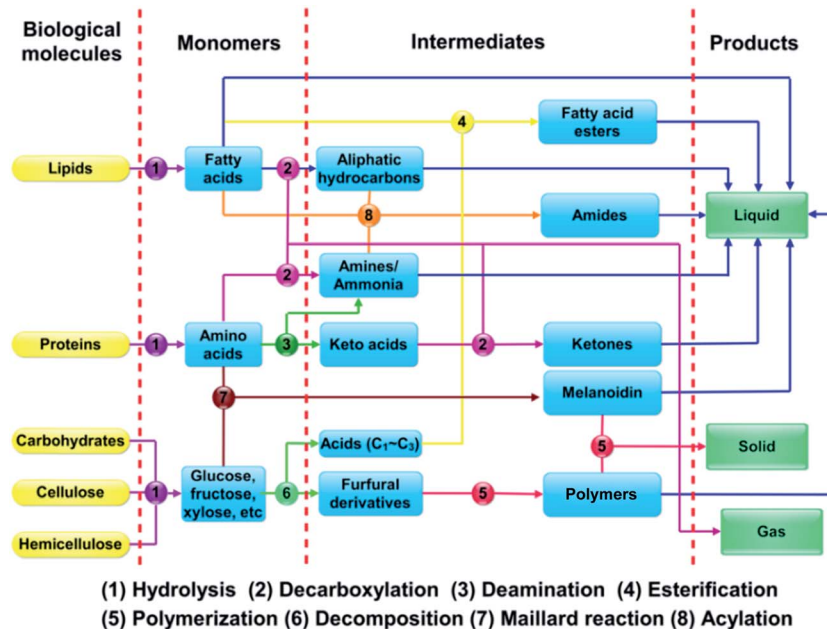 Biological
molecules
Monomers
Intermediates
Products
4
Fatty acid
esters
Lipids
1
Fatty
acids
2
Aliphatic
hydrocarbons
8
Amides
Liquid
2
Amines/
Ammonia
Proteins
1
Amino
acids
3
Keto acids
2
Ketones
7
Melanoidin
Carbohydrates
Acids (C₁~C₃)
5
Solid
Cellulose
1
Glucose,
fructose,
xylose, etc
6
Furfural
derivatives
5
Polymers
Hemicellulose
Gas
(1) Hydrolysis (2) Decarboxylation (3) Deamination (4) Esterification
(5) Polymerization (6) Decomposition (7) Maillard reaction (8) Acylation